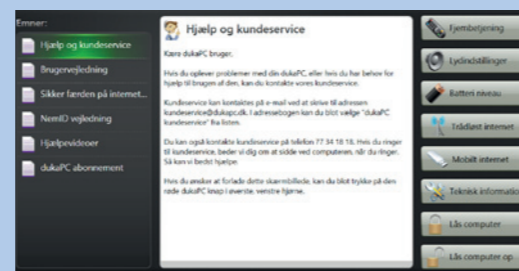 Emner:
Hjælp og kundeservice
Brugervejledning
Sikker færden på internet...
NemID vejledning
Hjælpevideoer
dukaPC abonnement
Hjælp og kundeservice
Kære dukaPC bruger,
Hvis du oplever problemer med din dukaPC, eller hvis du har behov for
hjælp til brugen af den, kan du kontakte vores kundeservice.
Kundeservice kan kontaktes på e-mail ved at skrive til adressen
kundeservice@dukapc.dk. I adressebogen kan du blot vælge "dukaPC
kundeservice" fra listen.
Du kan også kontakte kundeservice på telefon 77 34 18 18. Hvis du ringer
til kundeservice, beder vi dig om at sidde ved computeren, når du ringer.
Så kan vi bedst hjælpe.
Hvis du ønsker at forlade dette skærmbillede, kan du blot trykke på den
røde dukaPC knap i øverste, venstre hjørne.
Fjernbetjening
Lydindstillinger
Batteri niveau
Trådløst internet
Mobilt internet
Teknisk informatio
Lås computer
Lås computer op